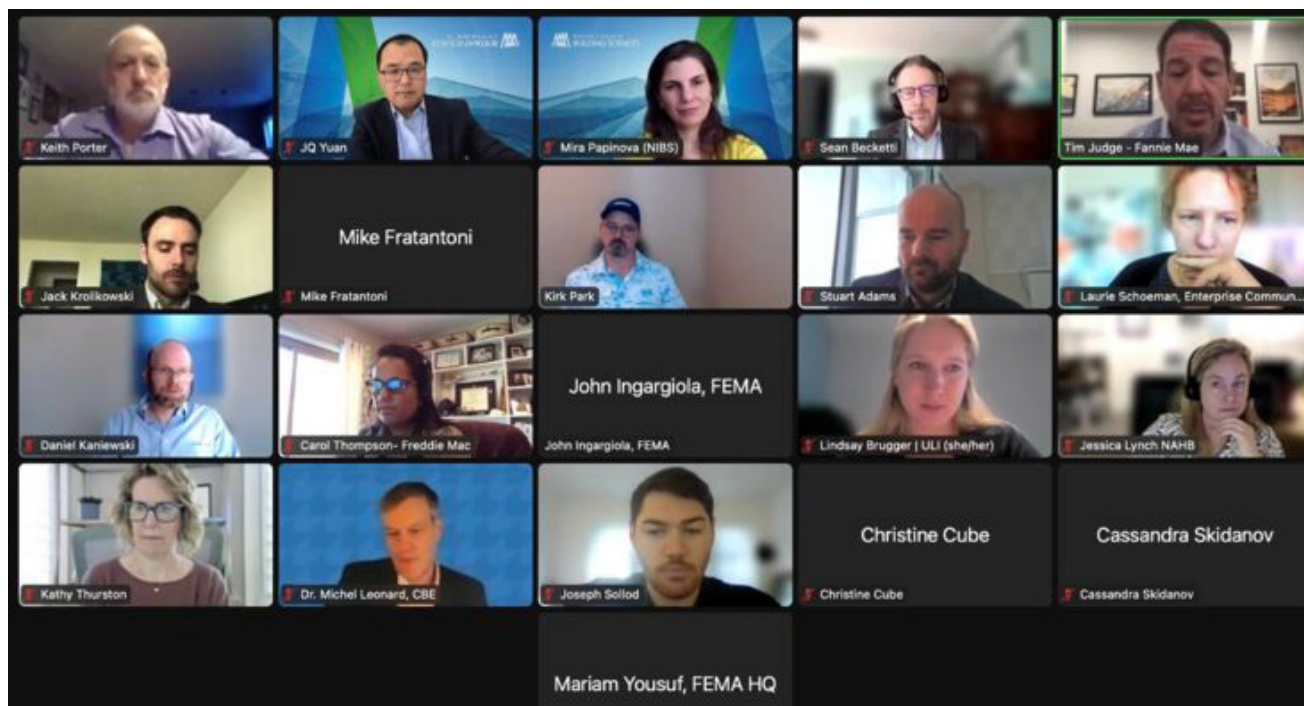 BUILDING SCIENCES
Keith Porter
JQ Yuan
Mira Papinova (NIBS)
Sean Becketti
Tim Judge - Fannie Mae
Mike Fratantoni
Jack Krolikowski
Mike Fratantoni
Kirk Park
Stuart Adams
Laurie Schoeman, Enterprise Commun...
John Ingargiola, FEMA
Daniel Kaniewski
Carol Thompson- Freddie Mac
John Ingargiola, FEMA
Lindsay Brugger | ULI (she/her)
Jessica Lynch NAHB
Christine Cube
Cassandra Skidanov
Kathy Thurston
Dr. Michel Leonard, CBE
Joseph Sollod
Christine Cube
Cassandra Skidanov
Mariam Yousuf, FEMA HQ